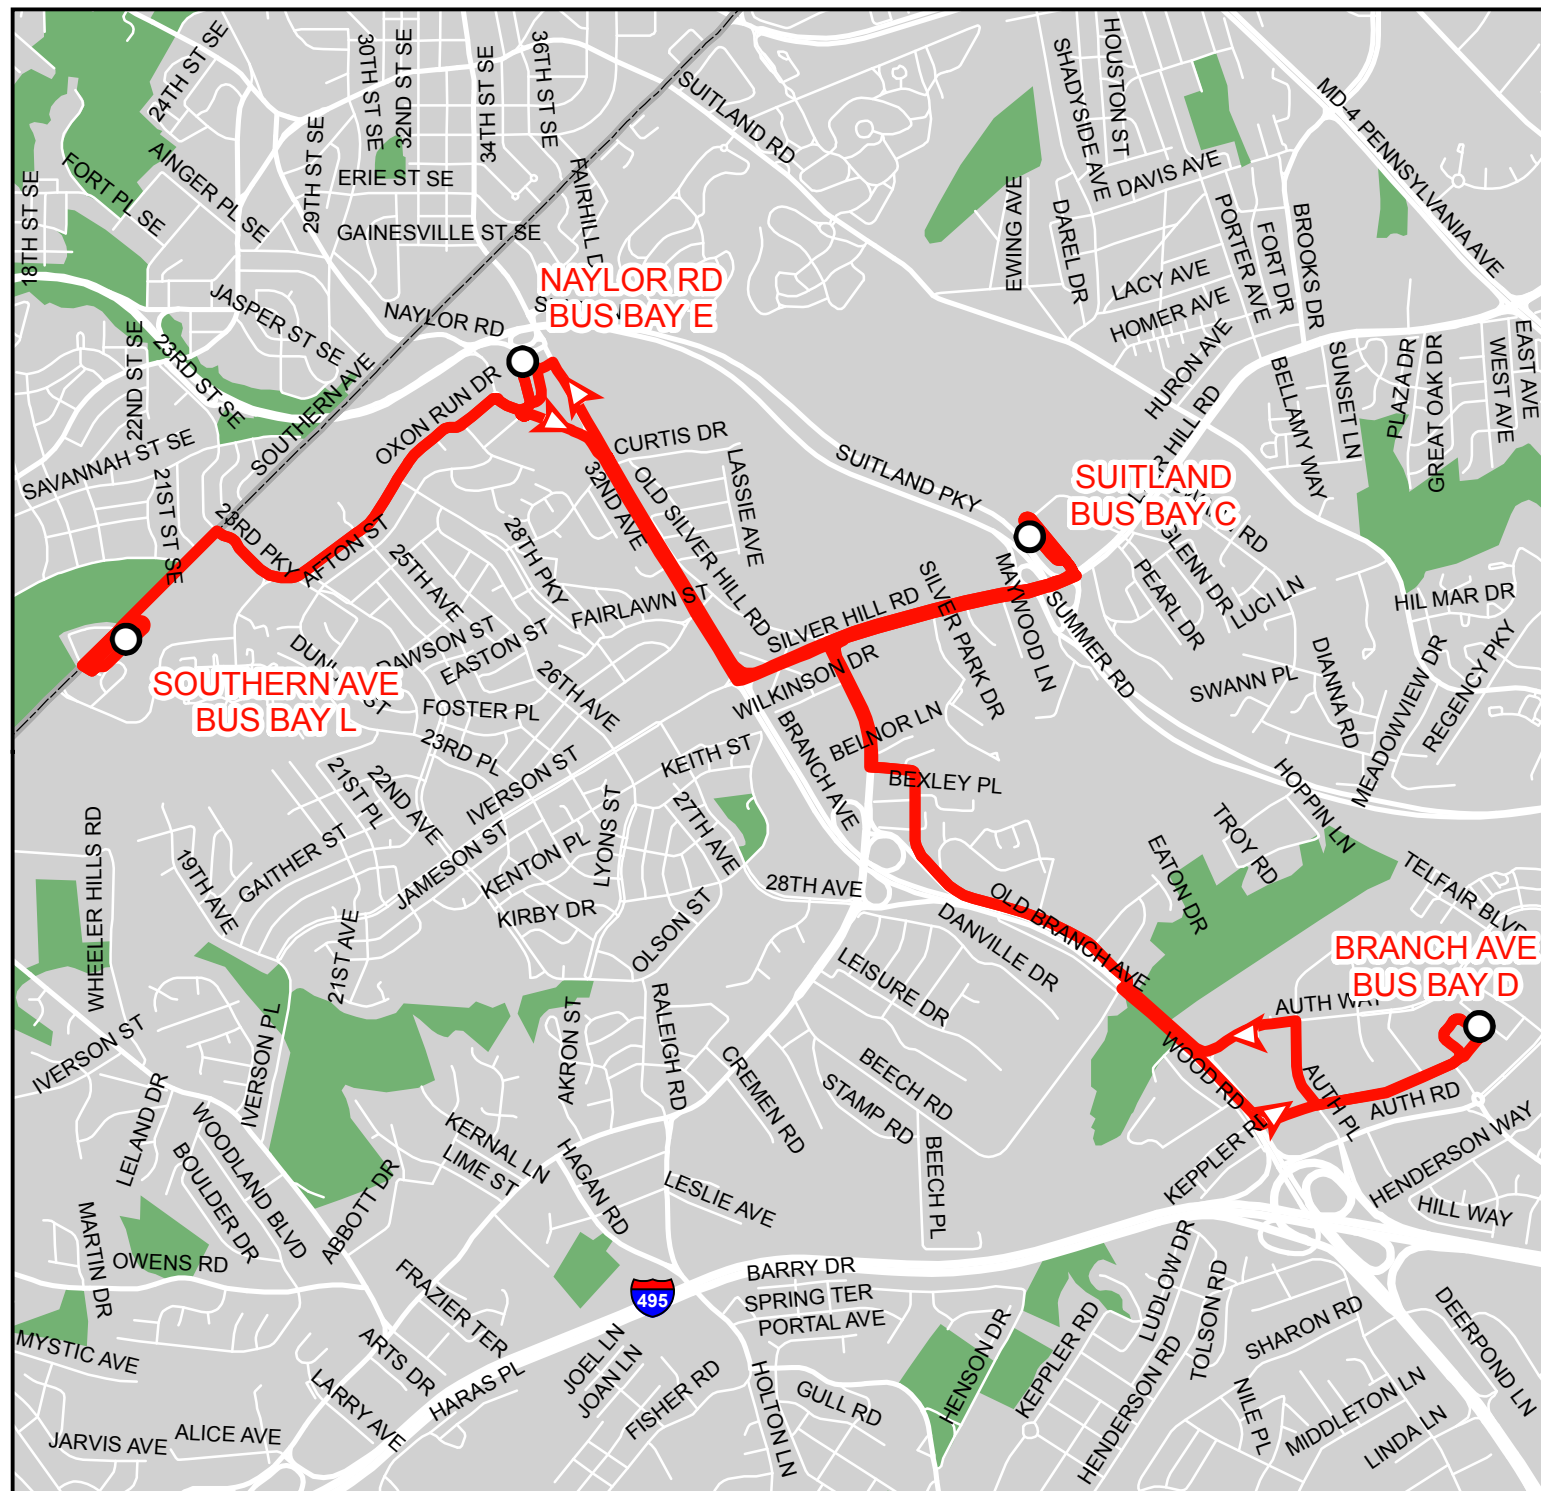 24TH ST SE
30TH ST SE
32ND ST SE
34TH ST SE
36TH ST SE
SUITLAND RD
SHADYSIDE AVE
HOUSTON ST
MD-4 PENNSYLVANIA AVE
18TH ST SE
FORT PL SE
AINGER PL SE
29TH ST SE
ERIE ST SE
GAINESVILLE ST SE
DAVIS AVE
EWING AVE
DAREL DR
PORTER AVE
FORT DR
BROOKS DR
LACY AVE
HOMER AVE
HURON AVE
NAYLOR RD
BUS BAY E
NAYLOR RD
JASPER ST SE
22ND ST SE
23RD ST SE
SOUTHERN AVE
OXON RUN DR
SAVANNAH ST SE
21ST ST SE
23RD PKY
AFTON ST
CURTIS DR
LASSIE AVE
32ND AVE
OLD SILVER HILL RD
SUITLAND PKY
SUITLAND
BUS BAY C
BELLAMY WAY
SUNSET LN
PLAZA DR
GREAT OAK DR
WEST AVE
EAST AVE
25TH AVE
28TH PKY
FAIRLAWN ST
SILVER HILL RD
SILVER PARK DR
MAYWOOD LN
SUMMER RD
GLENN DR
PEARL DR
LUCI LN
HIL MAR DR
SWANN PL
DIANNA RD
MEADOWVIEW DR
REGENCY PKY
SOUTHERN AVE
BUS BAY L
EASTON ST
FOSTER PL
26TH AVE
WILKINSON DR
BELNOR LN
BRANCH AVE
BEXLEY PL
KEITH ST
23RD PL
22ND AVE
21ST PL
IVERSON ST
JAMESON ST
KENTON PL
LYONS ST
27TH AVE
28TH AVE
KIRBY DR
OLSON ST
GAITHER ST
19TH AVE
21ST AVE
WHEELER HILLS RD
HOPPIN LN
TROY RD
EATON DR
TELFAIR BLVD
BRANCH AVE
BUS BAY D
OLD BRANCH AVE
DANVILLE DR
LEISURE DR
AUTH WAY
WOOD RD
AUTH PL
AUTH RD
HENDERSON WAY
HILL WAY
KEPPLER RD
BEECH RD
STAMP RD
BEECH PL
CREMEN RD
RALEIGH RD
AKRON ST
HAGAN RD
LESLIE AVE
KERNAL LN
LIME ST
IVERSON ST
IVERSON PL
LELAND DR
WOODLAND BLVD
BOULDER DR
ABBOTT DR
MARTIN DR
OWENS RD
MYSTIC AVE
FRAZIER TER
ARTS DR
LARRY AVE
HARAS PL
JARVIS AVE
ALICE AVE
495
JOEL LN
JOAN LN
FISHER RD
BARRY DR
SPRING TER
PORTAL AVE
HOLTON LN
GULL RD
HENSON DR
KEPPLER RD
LUDLOW DR
TOLSON RD
HENDERSON RD
SHARON RD
NILE PL
MIDDLETON LN
LINDA LN
DEERPOND LN